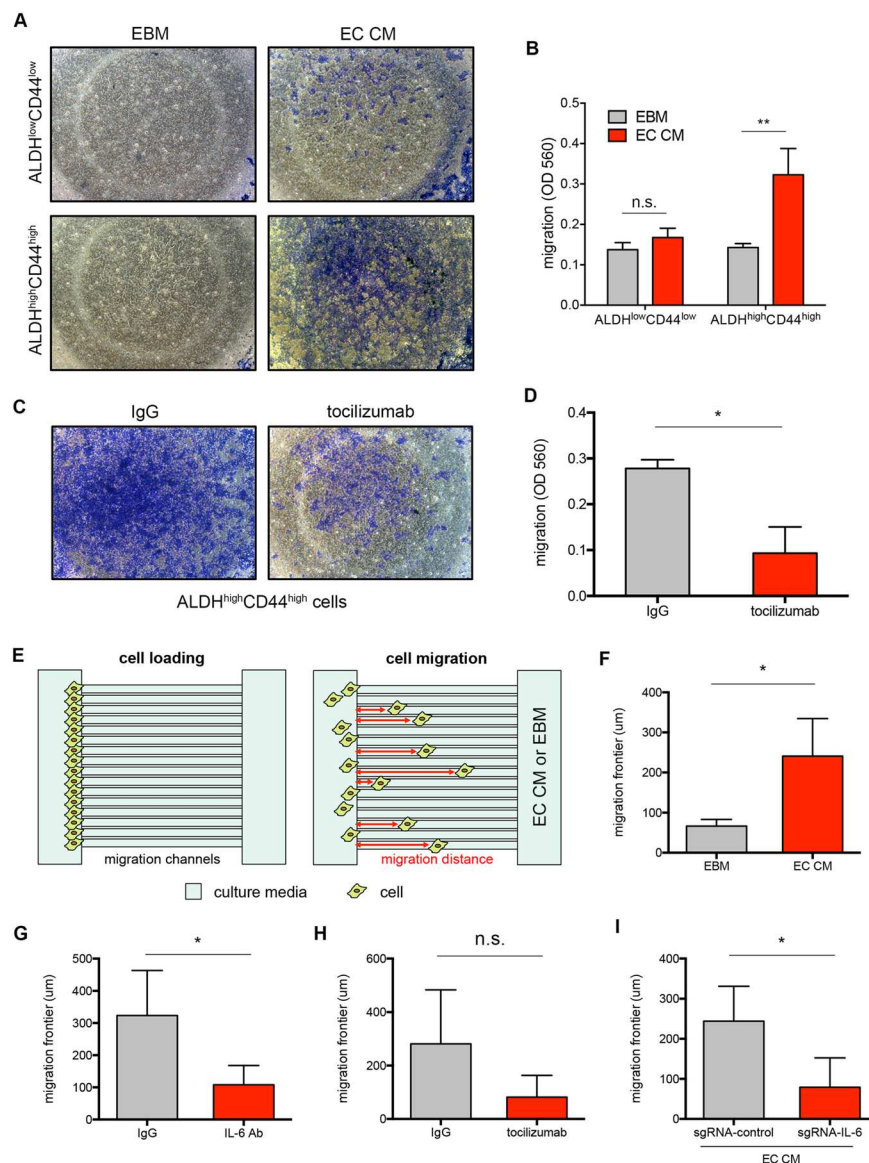 A
EBM
EC CM
ALDHlowCD44low
ALDHhighCD44high
B
migration (OD 560)
0.5
0.4
0.3
0.2
0.1
0.0
EBM
EC CM
n.s.
**
ALDHlowCD44low
ALDHhighCD44high
C
IgG
tocilizumab
ALDHhighCD44high cells
D
migration (OD 560)
0.4
0.3
0.2
0.1
0.0
*
IgG
tocilizumab
E
cell loading
cell migration
migration channels
migration distance
EC CM or EBM
culture media
cell
F
migration frontier (um)
400
300
200
100
0
*
EBM
EC CM
G
migration frontier (um)
500
400
300
200
100
0
*
IgG
IL-6 Ab
H
migration frontier (um)
600
400
200
0
n.s.
IgG
tocilizumab
I
migration frontier (um)
400
300
200
100
0
*
sgRNA-control
sgRNA-IL-6
EC CM